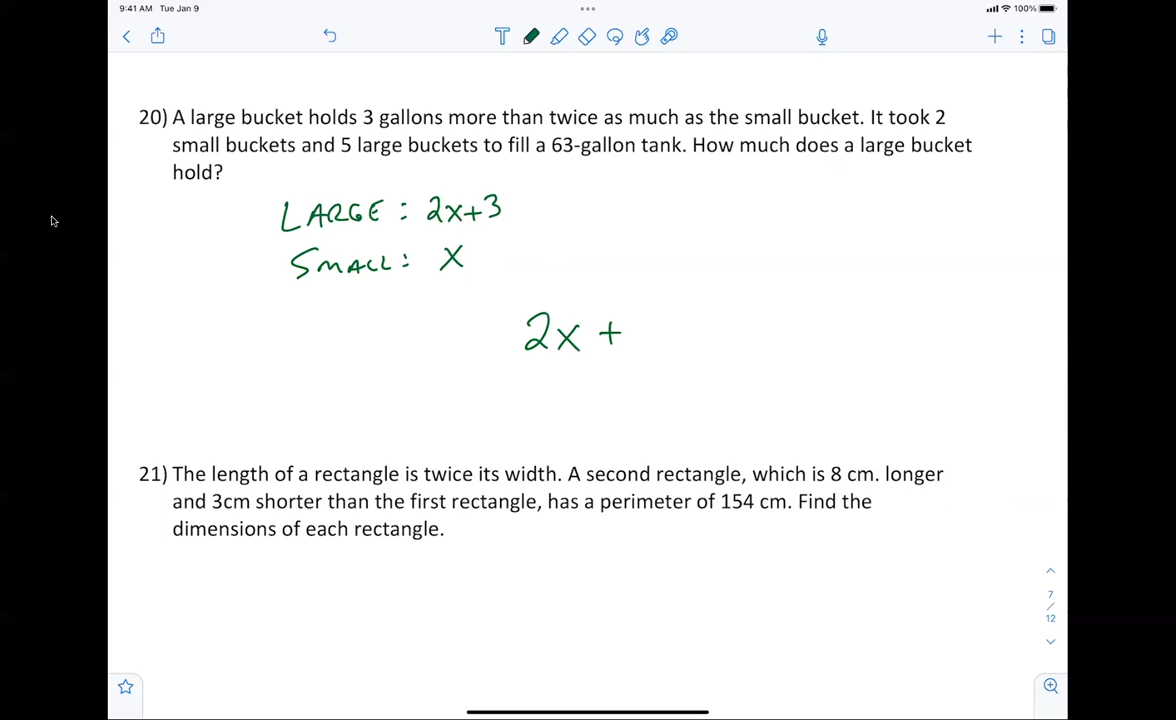 9:41 AM Tue Jan 9
100%
20) A large bucket holds 3 gallons more than twice as much as the small bucket. It took 2
small buckets and 5 large buckets to fill a 63-gallon tank. How much does a large bucket
hold?
LARGE: 2x+3
SMALL: X
2x +
21) The length of a rectangle is twice its width. A second rectangle, which is 8 cm. longer
and 3cm shorter than the first rectangle, has a perimeter of 154 cm. Find the
dimensions of each rectangle.
7
/
12